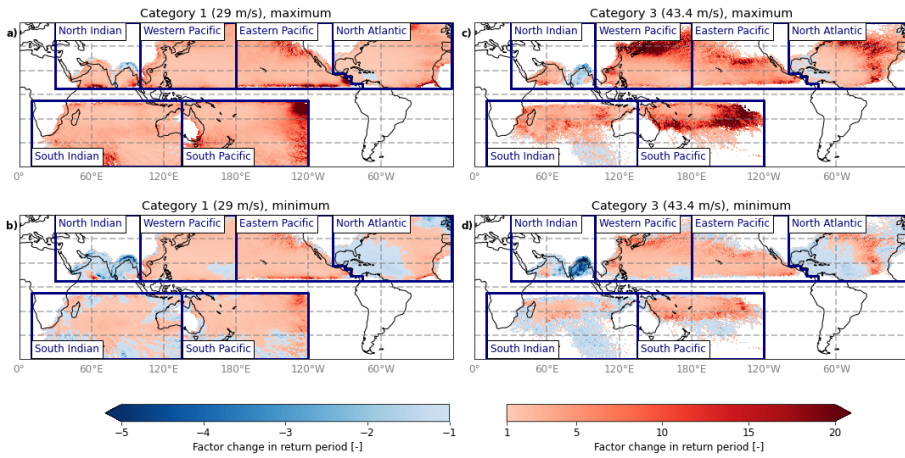 Category 1 (29 m/s), maximum
a)
North Indian
Western Pacific
Eastern Pacific
North Atlantic
South Indian
South Pacific
0° 60°E 120°E 180°E 120°W 60°W
Category 3 (43.4 m/s), maximum
c)
North Indian
Western Pacific
Eastern Pacific
North Atlantic
South Indian
South Pacific
0° 60°E 120°E 180°E 120°W 60°W
Category 1 (29 m/s), minimum
b)
North Indian
Western Pacific
Eastern Pacific
North Atlantic
South Indian
South Pacific
0° 60°E 120°E 180°E 120°W 60°W
Category 3 (43.4 m/s), minimum
d)
North Indian
Western Pacific
Eastern Pacific
North Atlantic
South Indian
South Pacific
0° 60°E 120°E 180°E 120°W 60°W
−5 −4 −3 −2 −1
Factor change in return period [-]
1 5 10 15 20
Factor change in return period [-]